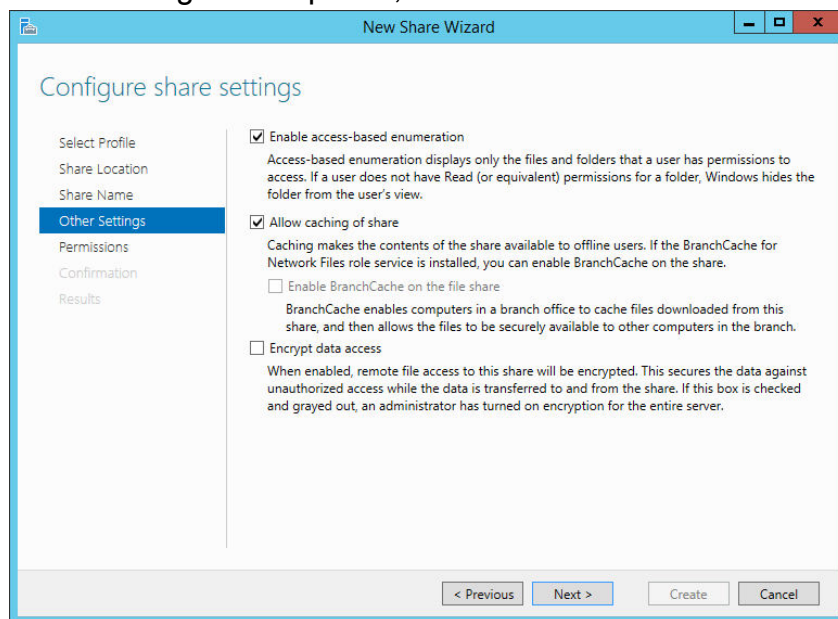 New Share Wizard
Configure share settings
Select Profile
Share Location
Share Name
Other Settings
Permissions
Confirmation
Results
Enable access-based enumeration
Access-based enumeration displays only the files and folders that a user has permissions to
access. If a user does not have Read (or equivalent) permissions for a folder, Windows hides the
folder from the user's view.
Allow caching of share
Caching makes the contents of the share available to offline users. If the BranchCache for
Network Files role service is installed, you can enable BranchCache on the share.
Enable BranchCache on the file share
BranchCache enables computers in a branch office to cache files downloaded from this
share, and then allows the files to be securely available to other computers in the branch.
Encrypt data access
When enabled, remote file access to this share will be encrypted. This secures the data against
unauthorized access while the data is transferred to and from the share. If this box is checked
and grayed out, an administrator has turned on encryption for the entire server.
< Previous
Next >
Create
Cancel